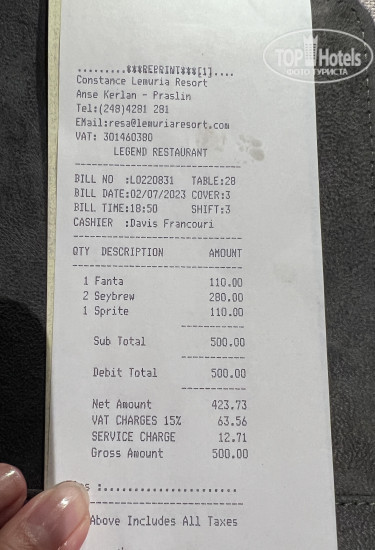 TOP Hotels
ФОТО ТУРИСТА
.........***REPRINT***[1]....
Constance Lemuria Resort
Anse Kerlan - Praslin
Tel:(248)4281 281
EMail:resa@lemuriaresort.com
VAT: 301460380
LEGEND RESTAURANT
BILL NO :L0220831 TABLE:28
BILL DATE:02/07/2023 COVER:3
BILL TIME:18:50 SHIFT:3
CASHIER :Davis Francouri
QTY DESCRIPTION AMOUNT
1 Fanta 110.00
2 Seybrew 280.00
1 Sprite 110.00
Sub Total 500.00
Debit Total 500.00
Net Amount 423.73
VAT CHARGES 15% 63.56
SERVICE CHARGE 12.71
Gross Amount 500.00
:.......................
Above Includes All Taxes